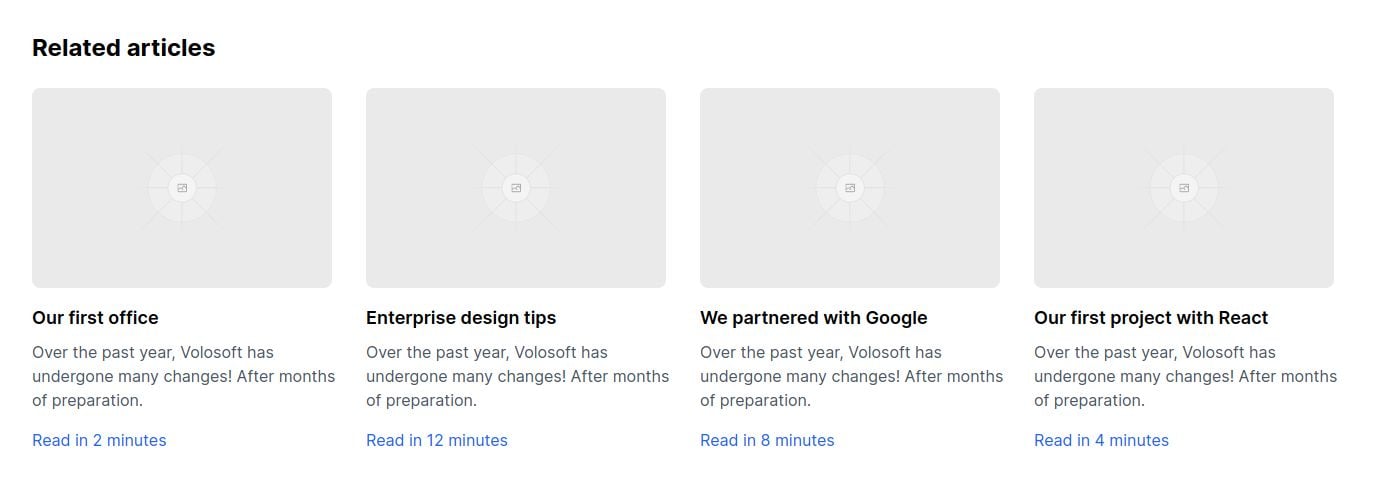 Related articles
Our first office
Over the past year, Volosoft has
undergone many changes! After months
of preparation.
Read in 2 minutes
Enterprise design tips
Over the past year, Volosoft has
undergone many changes! After months
of preparation.
Read in 12 minutes
We partnered with Google
Over the past year, Volosoft has
undergone many changes! After months
of preparation.
Read in 8 minutes
Our first project with React
Over the past year, Volosoft has
undergone many changes! After months
of preparation.
Read in 4 minutes